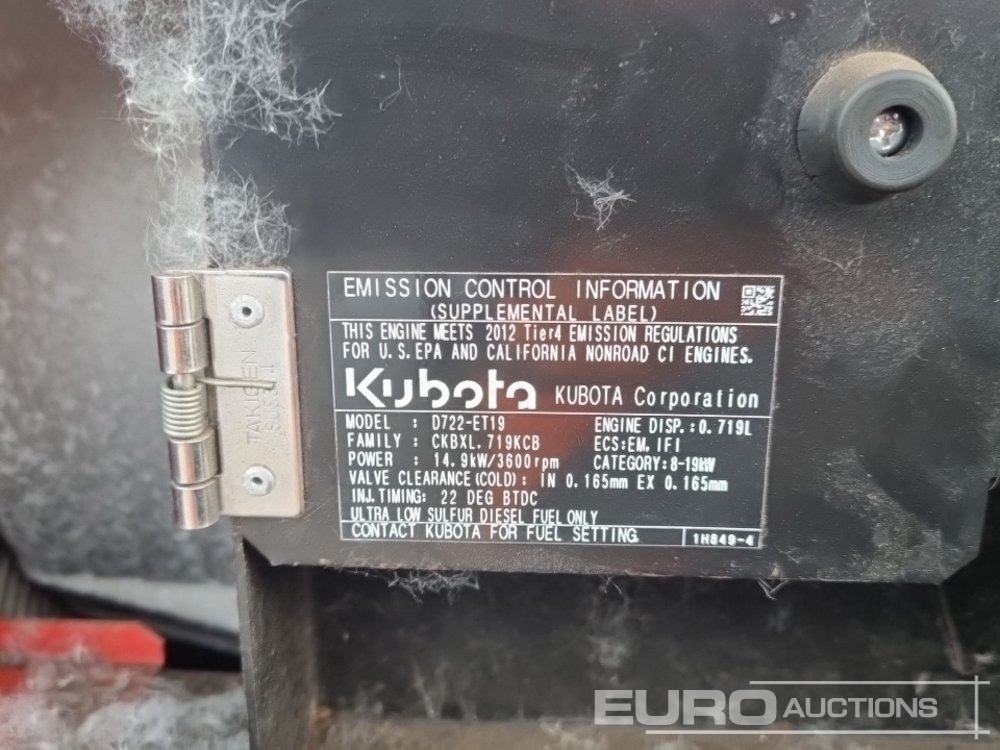 TAKIGEN
EMISSION CONTROL INFORMATION
(SUPPLEMENTAL LABEL)
THIS ENGINE MEETS 2012 Tier4 EMISSION REGULATIONS
FOR U.S.EPA AND CALIFORNIA NONROAD CI ENGINES.
Kubota KUBOTA Corporation
MODEL : D722-ET19 ENGINE DISP.:0.719L
FAMILY : CKBXL.719KCB ECS:EM,IFI
POWER : 14.9kW/3600rpm CATEGORY:8-19kW
VALVE CLEARANCE(COLD): IN 0.165mm EX 0.165mm
INJ.TIMING: 22 DEG BTDC
ULTRA LOW SULFUR DIESEL FUEL ONLY
CONTACT KUBOTA FOR FUEL SETTING. 1H849-4
EURO AUCTIONS
www.euroauctions.com